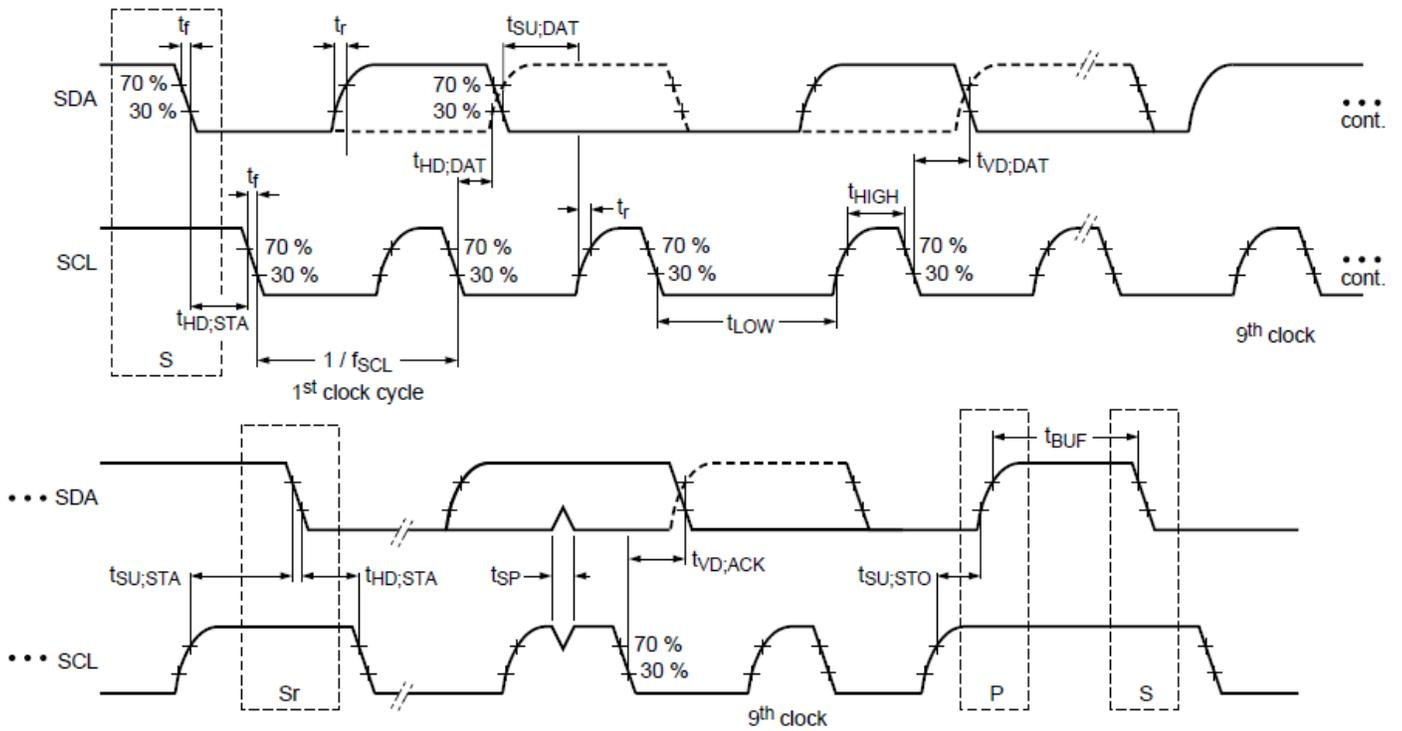 tf
tr
tSU;DAT
SDA
70 %
30 %
70 %
30 %
cont.
tHD;DAT
tVD;DAT
tf
tr
tHIGH
SCL
70 %
30 %
70 %
30 %
70 %
30 %
70 %
30 %
cont.
tHD;STA
tLOW
9th clock
S
1 / fSCL
1st clock cycle
tBUF
SDA
tSU;STA
tHD;STA
tSP
tVD;ACK
tSU;STO
SCL
70 %
30 %
Sr
P
S
9th clock